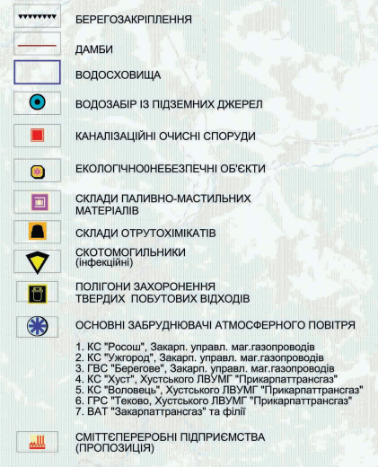 БЕРЕГОЗАКРІПЛЕННЯ
ДАМБИ
ВОДОСХОВИЩА
ВОДОЗАБІР ІЗ ПІДЗЕМНИХ ДЖЕРЕЛ
КАНАЛІЗАЦІЙНІ ОЧИСНІ СПОРУДИ
ЕКОЛОГІЧНО0НЕБЕЗПЕЧНІ ОБ'ЄКТИ
СКЛАДИ ПАЛИВНО-МАСТИЛЬНИХ
МАТЕРІАЛІВ
СКЛАДИ ОТРУТОХІМІКАТІВ
СКОТОМОГИЛЬНИКИ
(інфекційні)
ПОЛІГОНИ ЗАХОРОНЕННЯ
ТВЕРДИХ ПОБУТОВИХ ВІДХОДІВ
ОСНОВНІ ЗАБРУДНЮВАЧІ АТМОСФЕРНОГО ПОВІТРЯ
1. КС "Росош", Закарп. управл. маг.газопроводів
2. КС "Ужгород", Закарп. управл. маг.газопроводів
3. ГВС "Берегове", Закарп. управл. маг.газопроводів
4. КС "Хуст", Хустського ЛВУМГ "Прикарпаттрансгаз"
5. КС "Воловець", Хустського ЛВУМГ "Прикарпаттрансгаз"
6. ГРС "Теково, Хустського ЛВУМГ "Прикарпаттрансгаз"
7. ВАТ "Закарпаттрансгаз" та філії
СМІТТЄПЕРЕРОБНІ ПІДПРИЄМСТВА
(ПРОПОЗИЦІЯ)